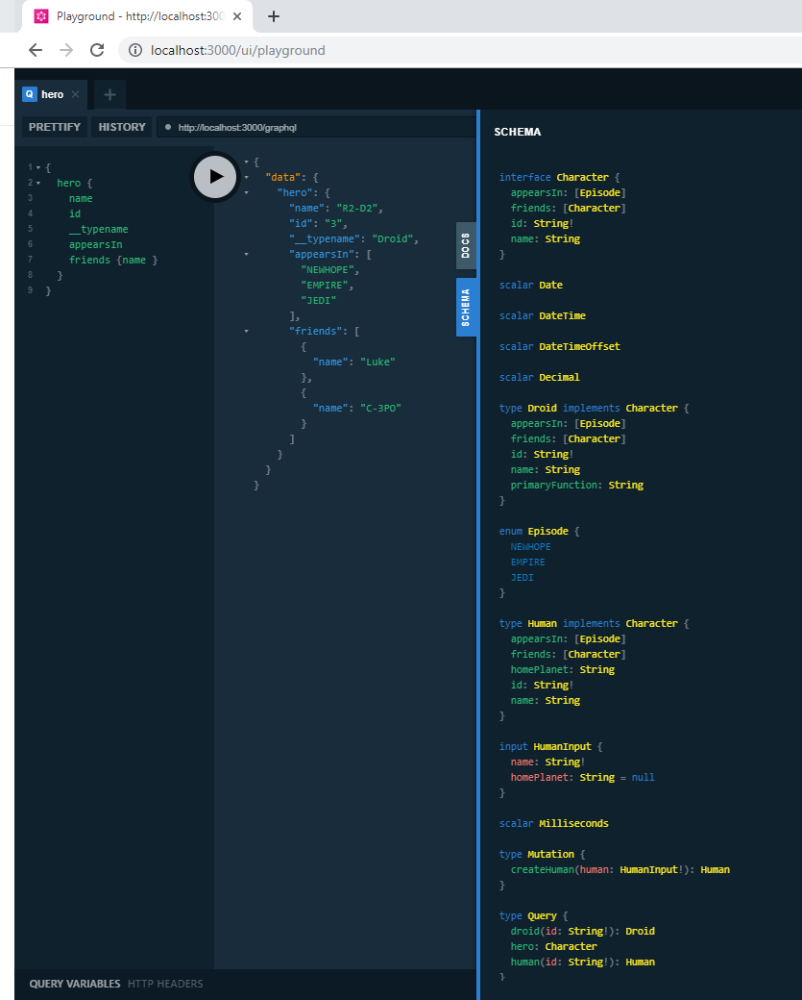 Playground - http://localhost:300
localhost:3000/ui/playground
Q hero
PRETTIFY HISTORY http://localhost:3000/graphql
1 {
2 hero {
3 name
4 id
5 __typename
6 appearsIn
7 friends {name }
8 }
9 }
{
"data": {
"hero": {
"name": "R2-D2",
"id": "3",
"__typename": "Droid",
"appearsIn": [
"NEWHOPE",
"EMPIRE",
"JEDI"
],
"friends": [
{
"name": "Luke"
},
{
"name": "C-3PO"
}
]
}
}
}
DOCS
SCHEMA
SCHEMA
interface Character {
appearsIn: [Episode]
friends: [Character]
id: String!
name: String
}
scalar Date
scalar DateTime
scalar DateTimeOffset
scalar Decimal
type Droid implements Character {
appearsIn: [Episode]
friends: [Character]
id: String!
name: String
primaryFunction: String
}
enum Episode {
NEWHOPE
EMPIRE
JEDI
}
type Human implements Character {
appearsIn: [Episode]
friends: [Character]
homePlanet: String
id: String!
name: String
}
input HumanInput {
name: String!
homePlanet: String = null
}
scalar Milliseconds
type Mutation {
createHuman(human: HumanInput!): Human
}
type Query {
droid(id: String!): Droid
hero: Character
human(id: String!): Human
}
QUERY VARIABLES HTTP HEADERS